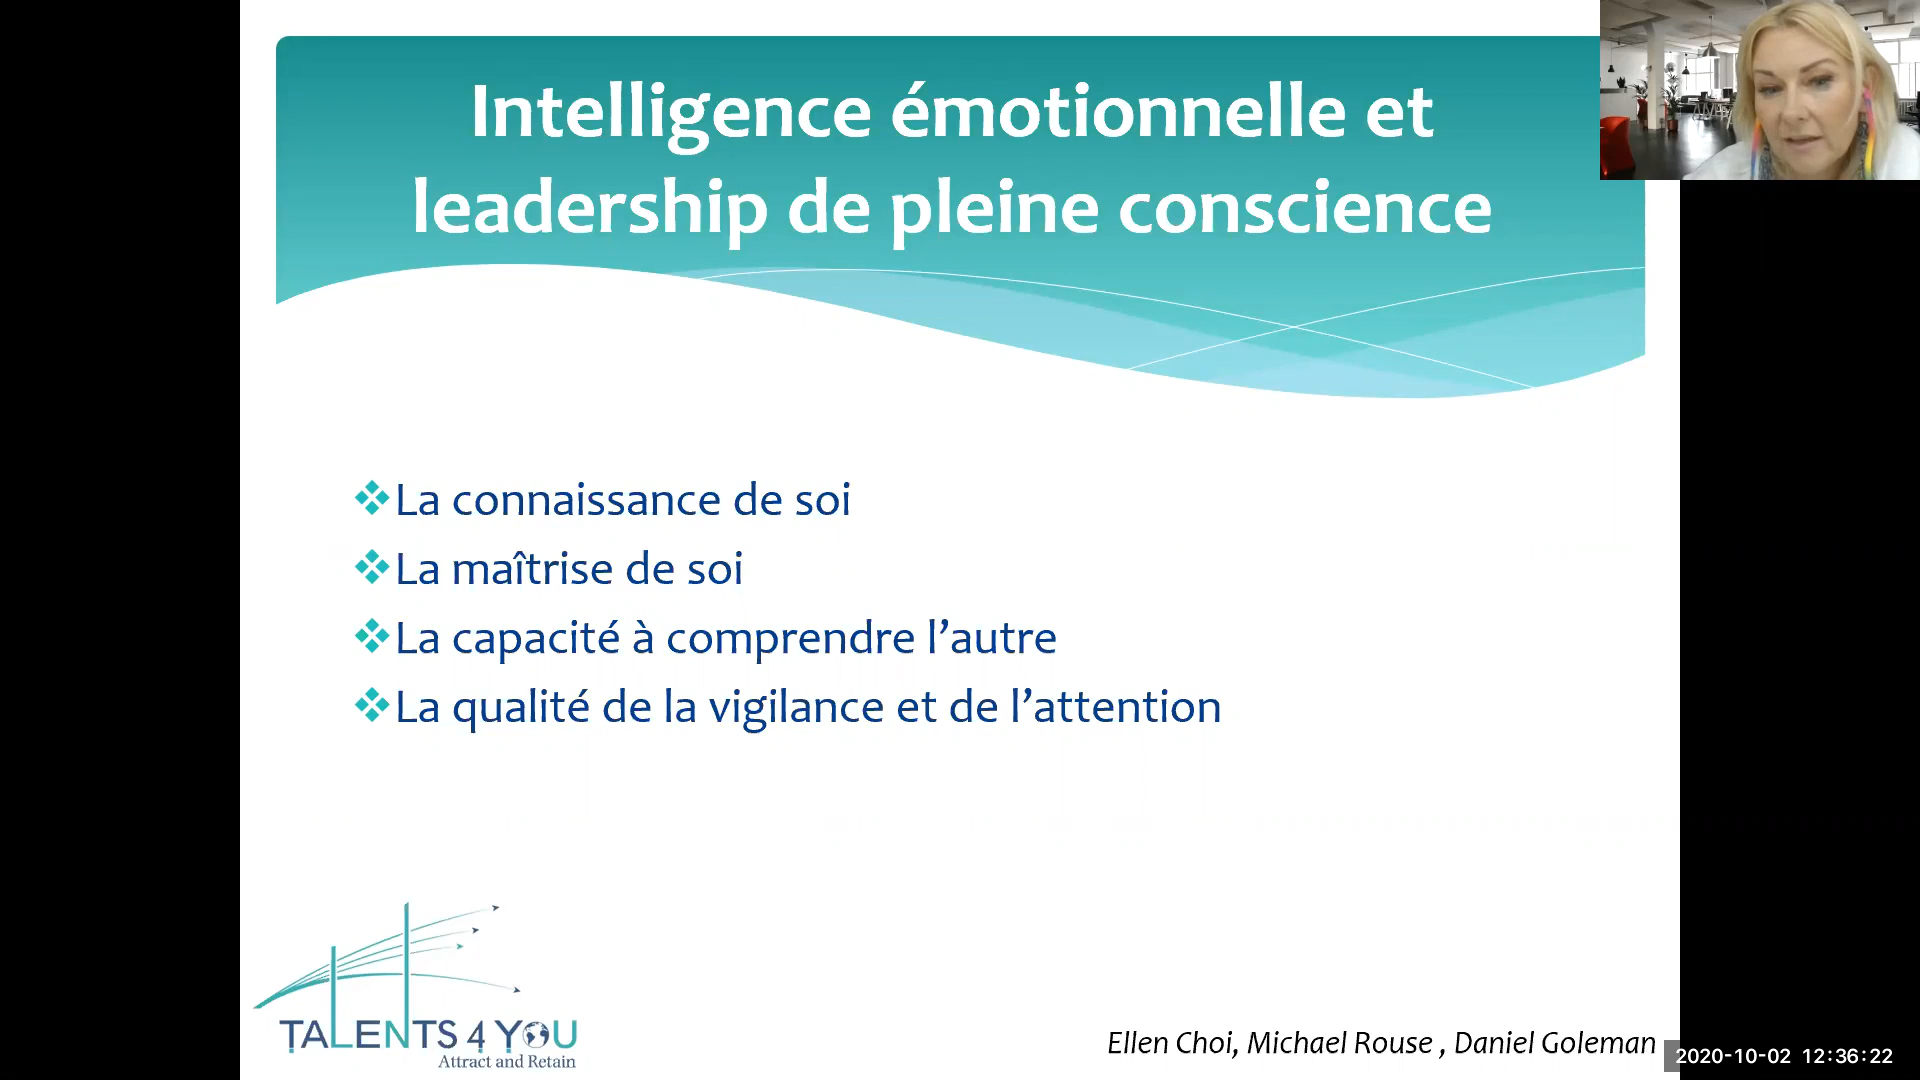 Intelligence émotionnelle et
leadership de pleine conscience
La connaissance de soi
La maîtrise de soi
La capacité à comprendre l’autre
La qualité de la vigilance et de l’attention
TALENTS 4 YOU
Attract and Retain
Ellen Choi, Michael Rouse , Daniel Goleman
2020-10-02 12:36:22